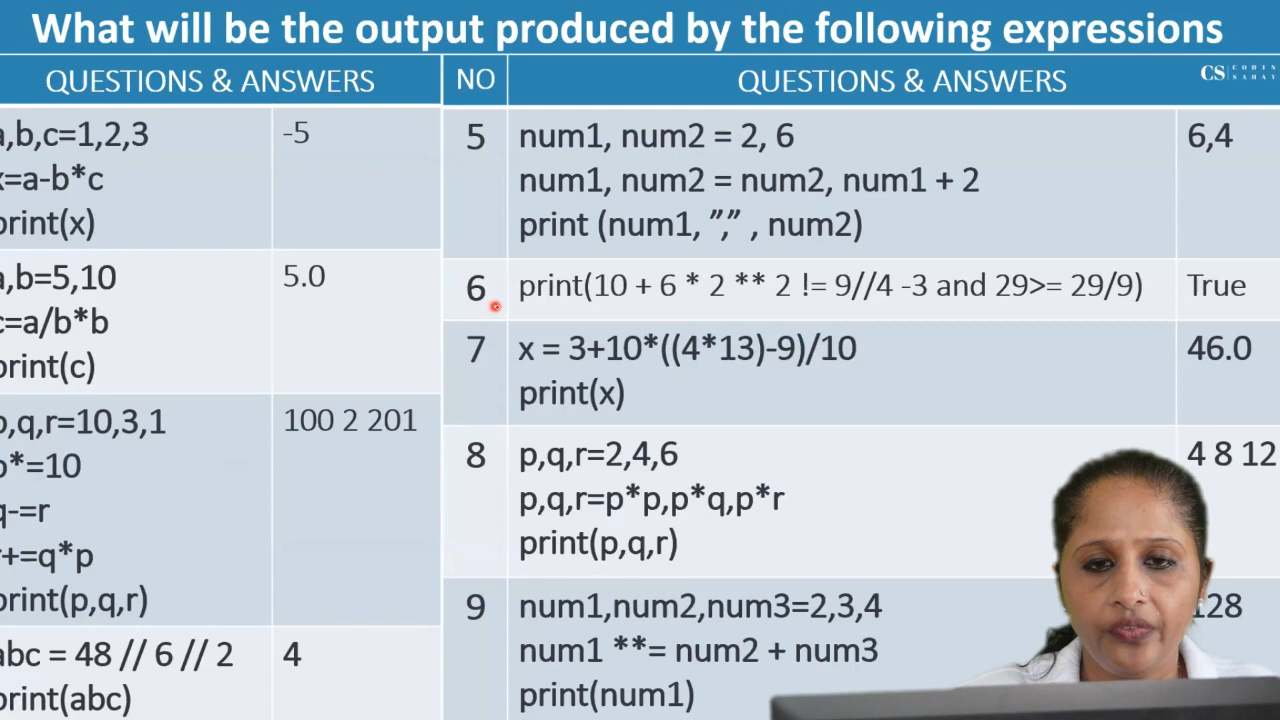 What will be the output produced by the following expressions
QUESTIONS & ANSWERS
a,b,c=1,2,3
-5
x=a-b*c
print(x)
a,b=5,10
5.0
c=a/b*b
print(c)
p,q,r=10,3,1
100 2 201
p*=10
q-=r
r+=q*p
print(p,q,r)
abc = 48 // 6 // 2
4
print(abc)
NO
QUESTIONS & ANSWERS
CS
5
num1, num2 = 2, 6
6,4
num1, num2 = num2, num1 + 2
print (num1, ”,” , num2)
6
print(10 + 6 * 2 ** 2 != 9//4 -3 and 29>= 29/9)
True
7
x = 3+10*((4*13)-9)/10
46.0
print(x)
8
p,q,r=2,4,6
4 8 12
p,q,r=p*p,p*q,p*r
print(p,q,r)
9
num1,num2,num3=2,3,4
128
num1 **= num2 + num3
print(num1)